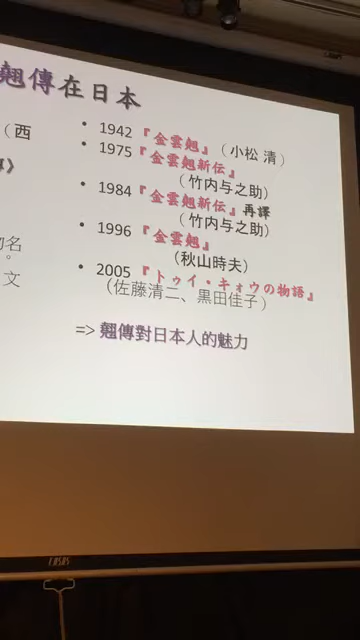 翹傳在日本
（西
• 1942『金雲翹』（小松 清）
• 1975『金雲翹新伝』
（竹内与之助）
• 1984『金雲翹新伝』再譯
（竹内与之助）
• 1996『金雲翹』
（秋山時夫）
• 2005『トゥイ・キョウの物語』
（佐藤清二、黒田佳子）
名
。
文
=> 翹傳對日本人的魅力